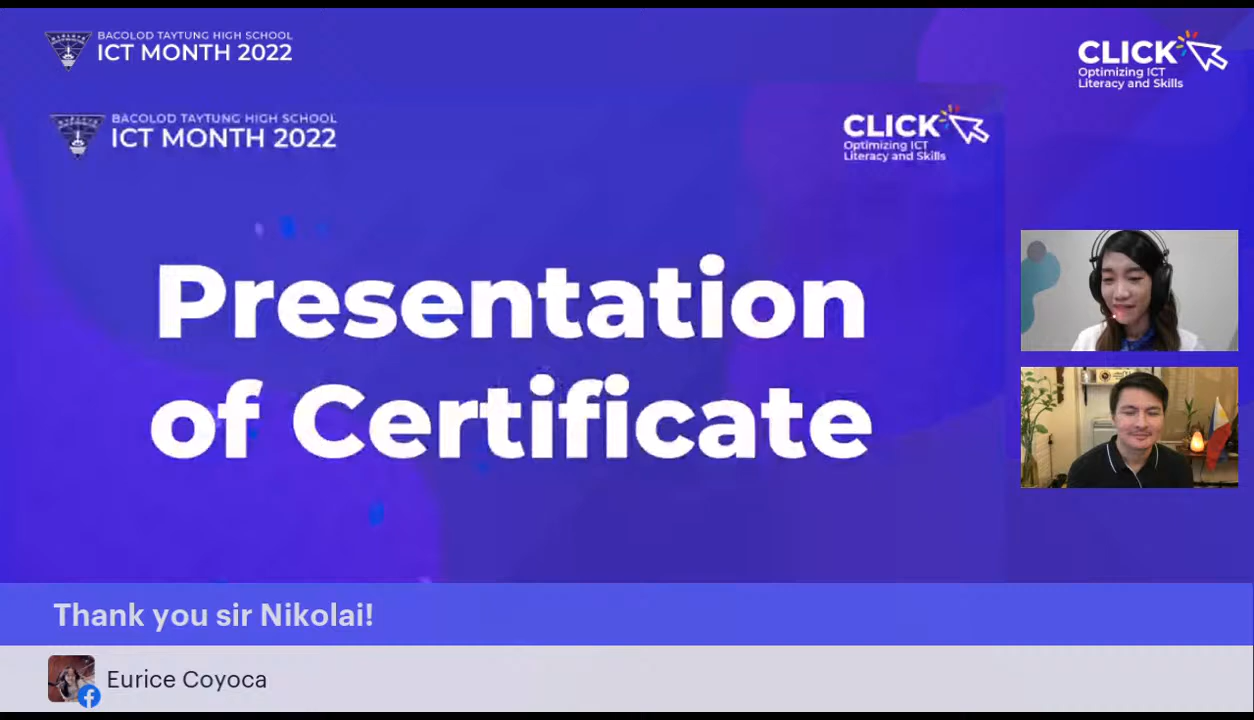 BACOLOD TAYTUNG HIGH SCHOOL
ICT MONTH 2022
CLICK
Optimizing ICT
Literacy and Skills
BACOLOD TAYTUNG HIGH SCHOOL
ICT MONTH 2022
CLICK
Optimizing ICT
Literacy and Skills
Presentation
of Certificate
Thank you sir Nikolai!
Eurice Coyoca